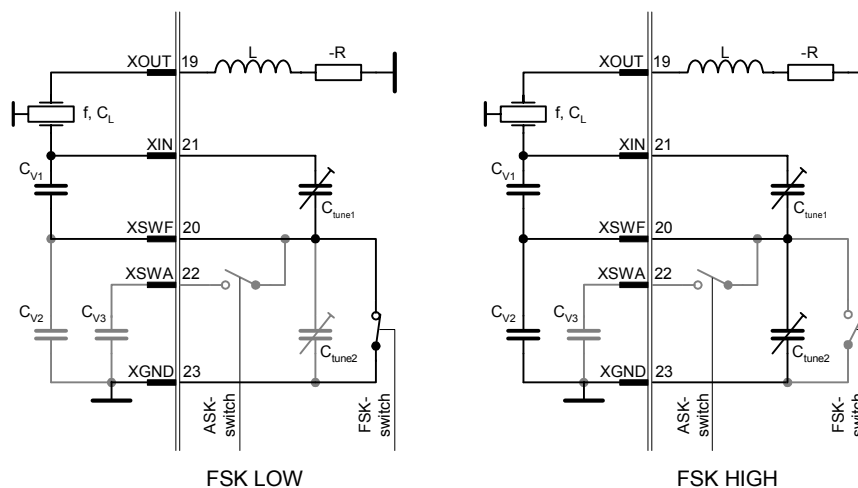 XOUT 19 L -R
f, C_L
XIN 21
C_V1
C_tune1
XSWF 20
XSWA 22
C_V2 C_V3
C_tune2
XGND 23
ASK-
switch
FSK-
switch
FSK LOW
XOUT 19 L -R
f, C_L
XIN 21
C_V1
C_tune1
XSWF 20
XSWA 22
C_V2 C_V3
C_tune2
XGND 23
ASK-
switch
FSK-
switch
FSK HIGH